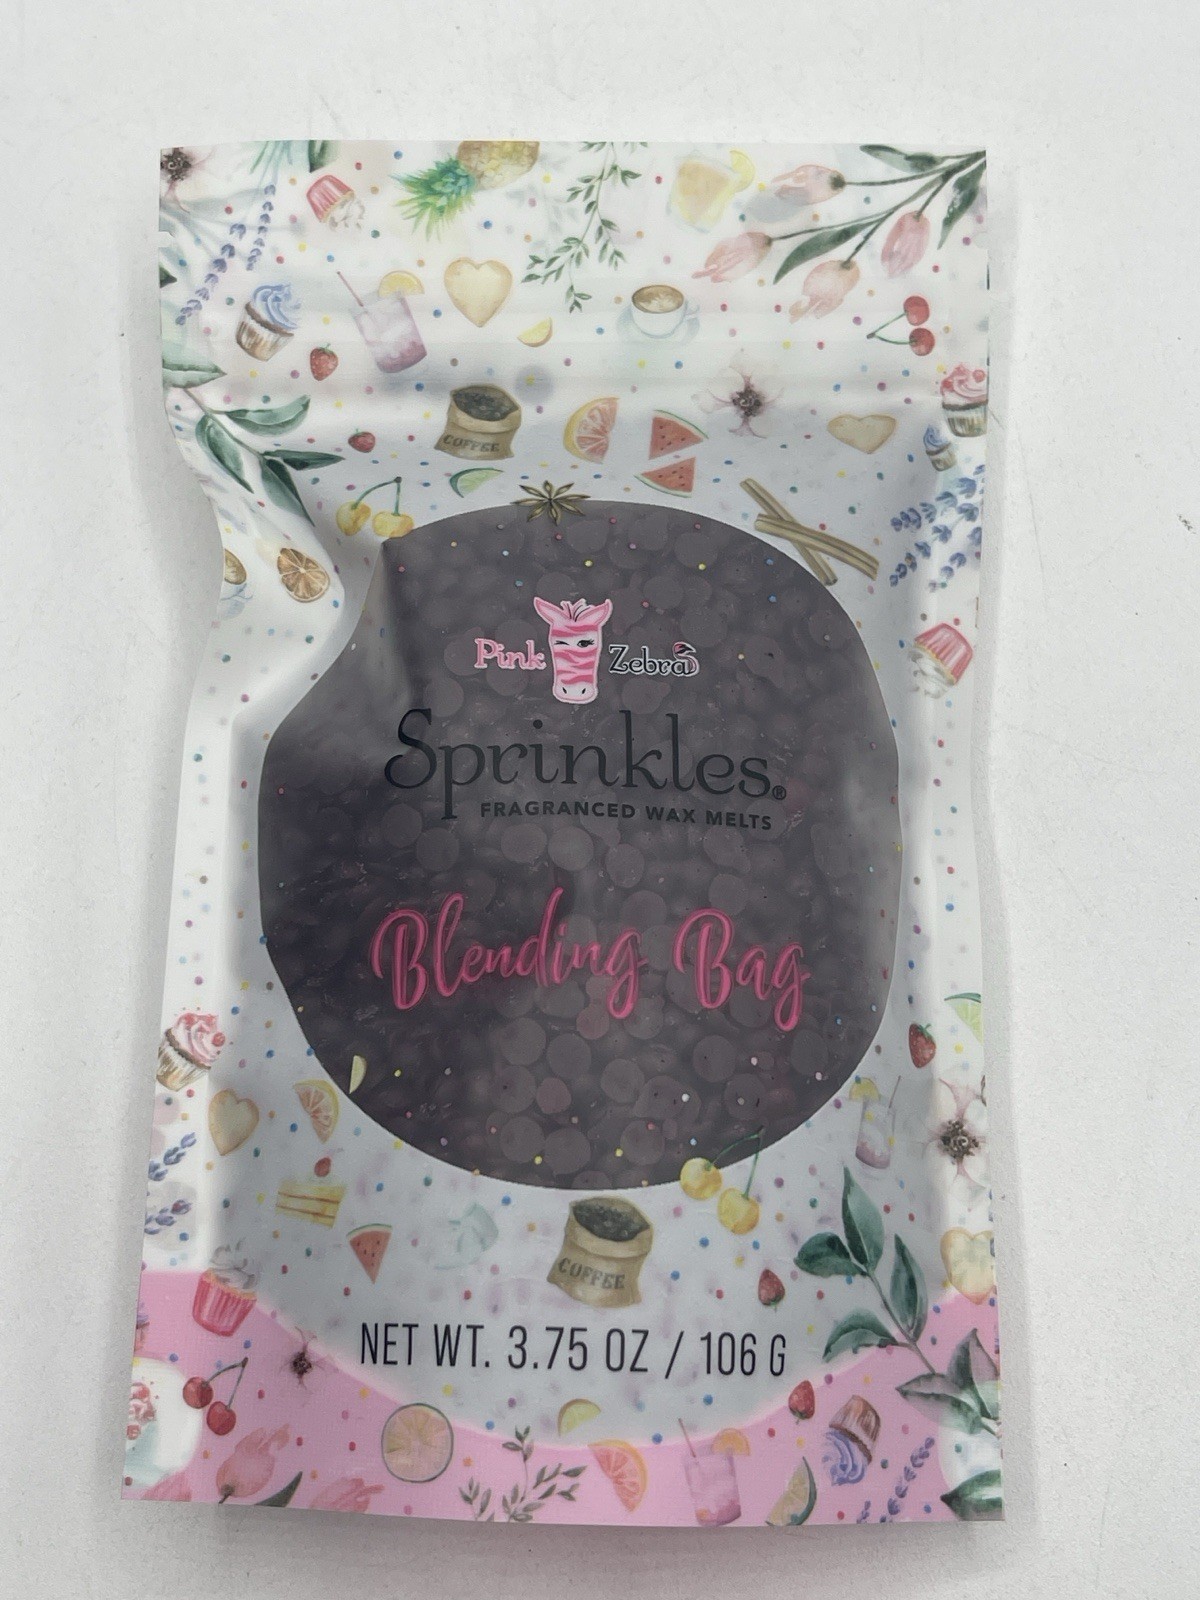 COFFEE
Pink Zebra
Sprinkles®
FRAGRANCED WAX MELTS
Blending Bag
COFFEE
NET WT. 3.75 OZ / 106 G